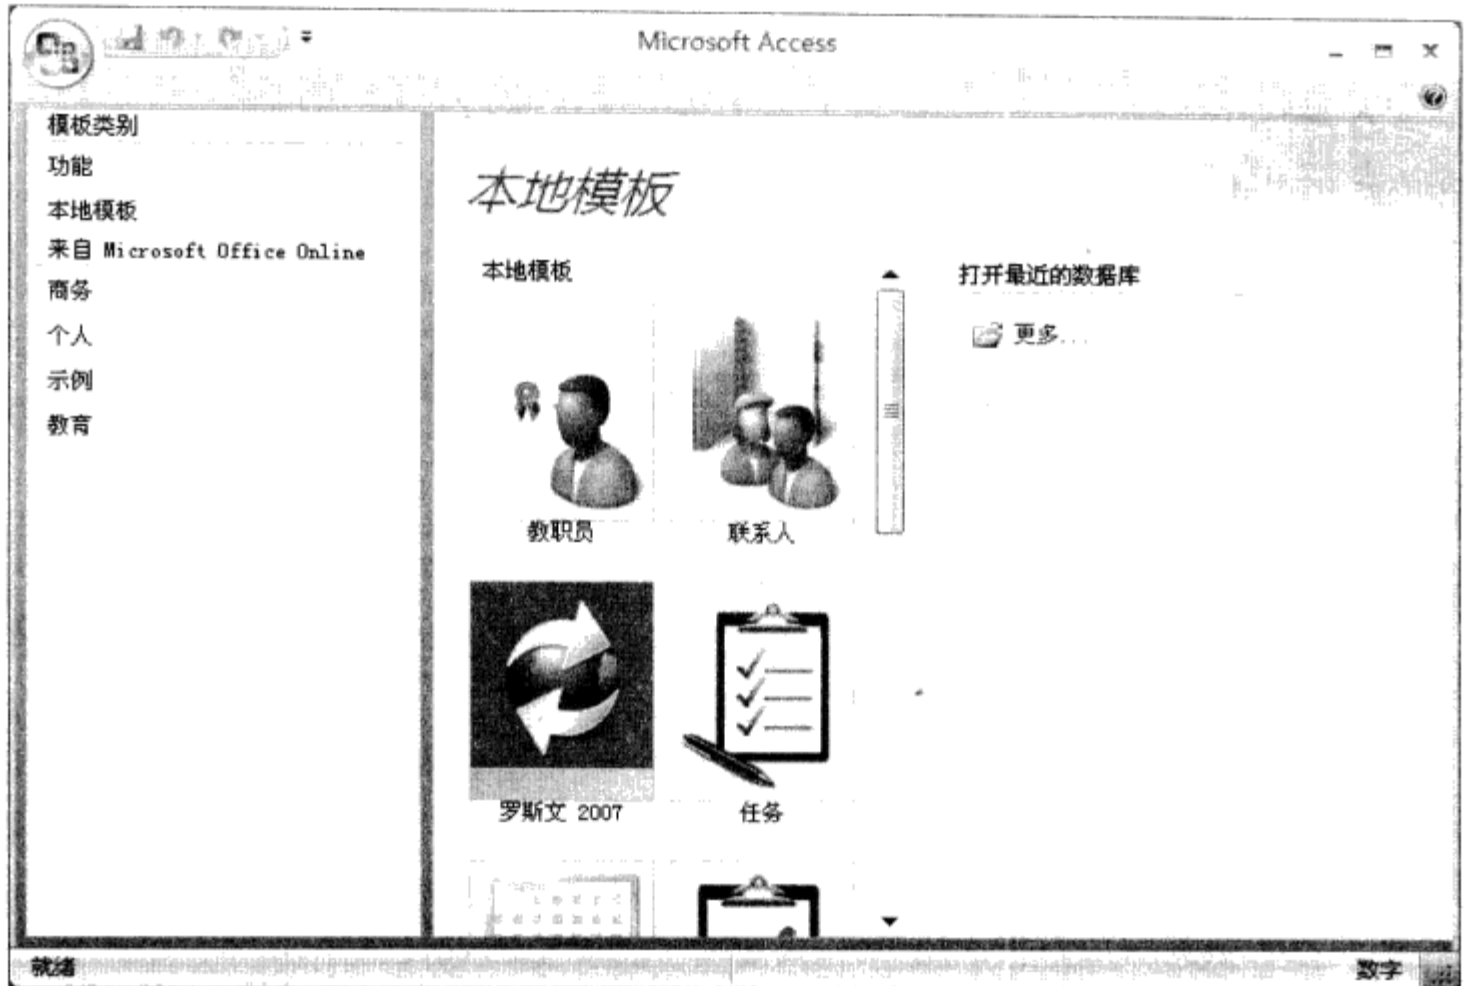 Microsoft Access
模板类别
功能
本地模板
来自 Microsoft Office Online
商务
个人
示例
教育
本地模板
本地模板
教职员
联系人
罗斯文 2007
任务
打开最近的数据库
更多...
就绪
数字